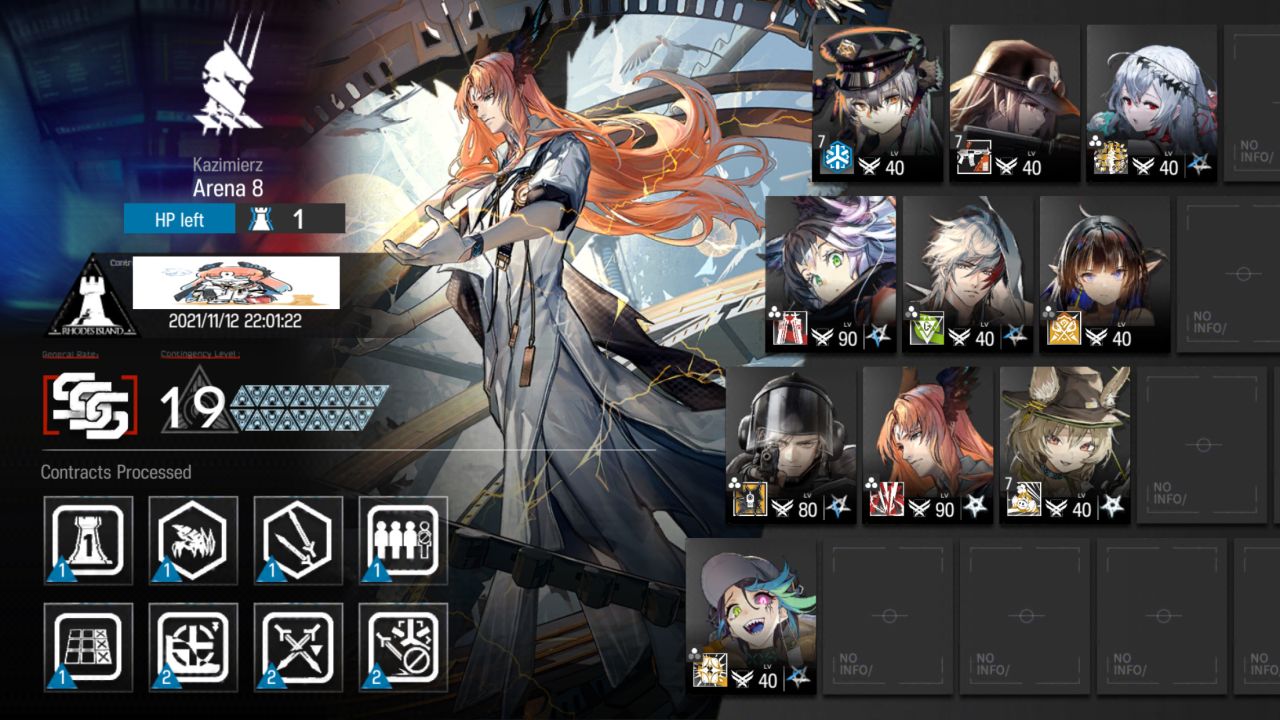 Kazimierz
Arena 8
HP left 1
Contr
RHODES ISLAND
2021/11/12 22:01:22
General Rate:
Contingency Level:
19
Contracts Processed
1
1
1
1
1
1
2
2
2
7 LV 40
7 LV 40
LV 40
NO INFO/
LV 90
LV 40
LV 40
NO INFO/
LV 80
LV 90
7 LV 40
NO INFO/
LV 40
NO INFO/
NO INFO/
NO INFO/
NO INFO